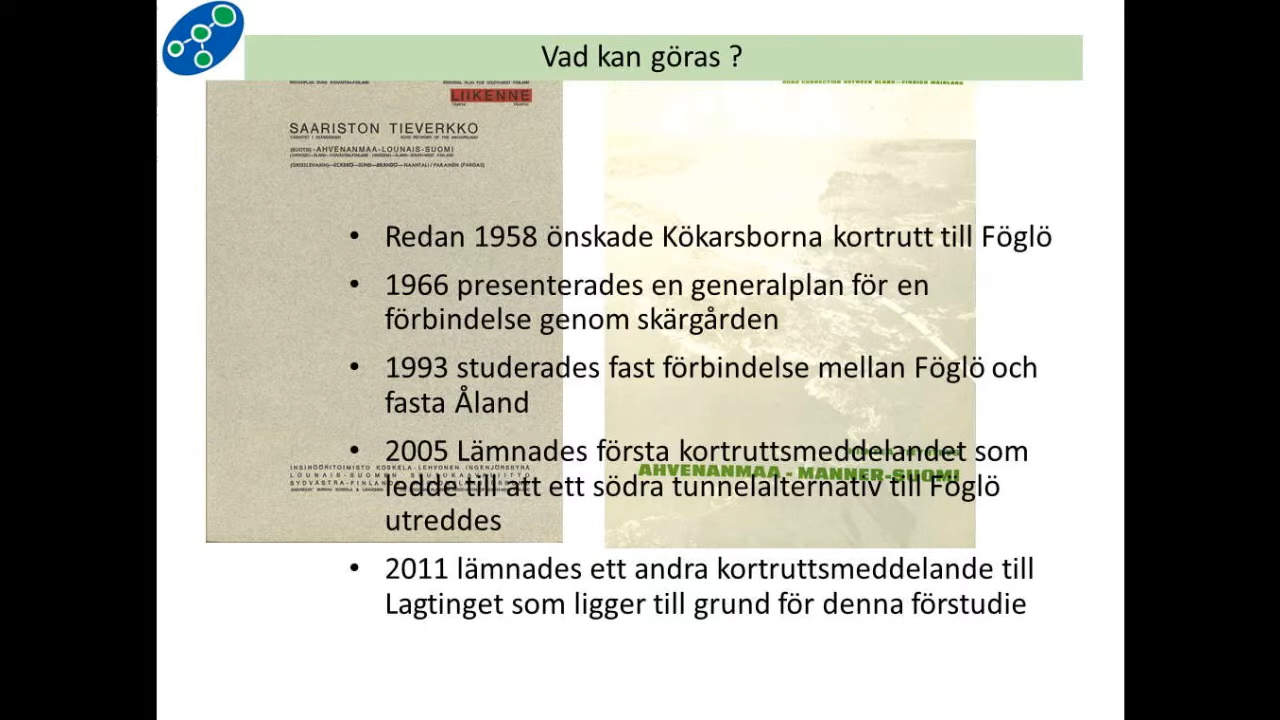 Vad kan göras ?
LIIKENNE
SAARISTON TIEVERKKO
-AHVENANMAA-LOUNAIS-SUOMI
• Redan 1958 önskade Kökarsborna kortrutt till Föglö
• 1966 presenterades en generalplan för en
förbindelse genom skärgården
• 1993 studerades fast förbindelse mellan Föglö och
fasta Åland
• 2005 Lämnades första kortruttsmeddelandet som
AHVENANMAA - MANNER-SUOMI
ledde till att ett södra tunnelalternativ till Föglö
utreddes
• 2011 lämnades ett andra kortruttsmeddelande till
Lagtinget som ligger till grund för denna förstudie